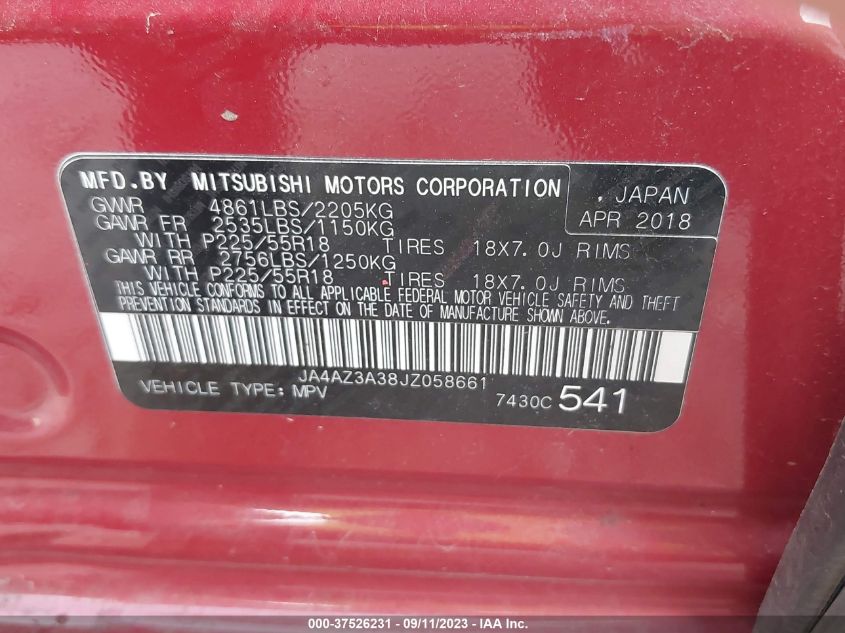 MFD.BY MITSUBISHI MOTORS CORPORATION
GVWR 4861LBS/2205KG
GAWR FR 2535LBS/1150KG
WITH P225/55R18 TIRES 18X7.0J RIMS
GAWR RR 2756LBS/1250KG
WITH P225/55R18 TIRES 18X7.0J RIMS
JAPAN
APR 2018
THIS VEHICLE CONFORMS TO ALL APPLICABLE FEDERAL MOTOR VEHICLE SAFETY AND THEFT
PREVENTION STANDARDS IN EFFECT ON THE DATE OF MANUFACTURE SHOWN ABOVE.
JA4AZ3A38JZ058661
VEHICLE TYPE: MPV
7430C 541
000-37526231 - 09/11/2023 - IAA Inc.